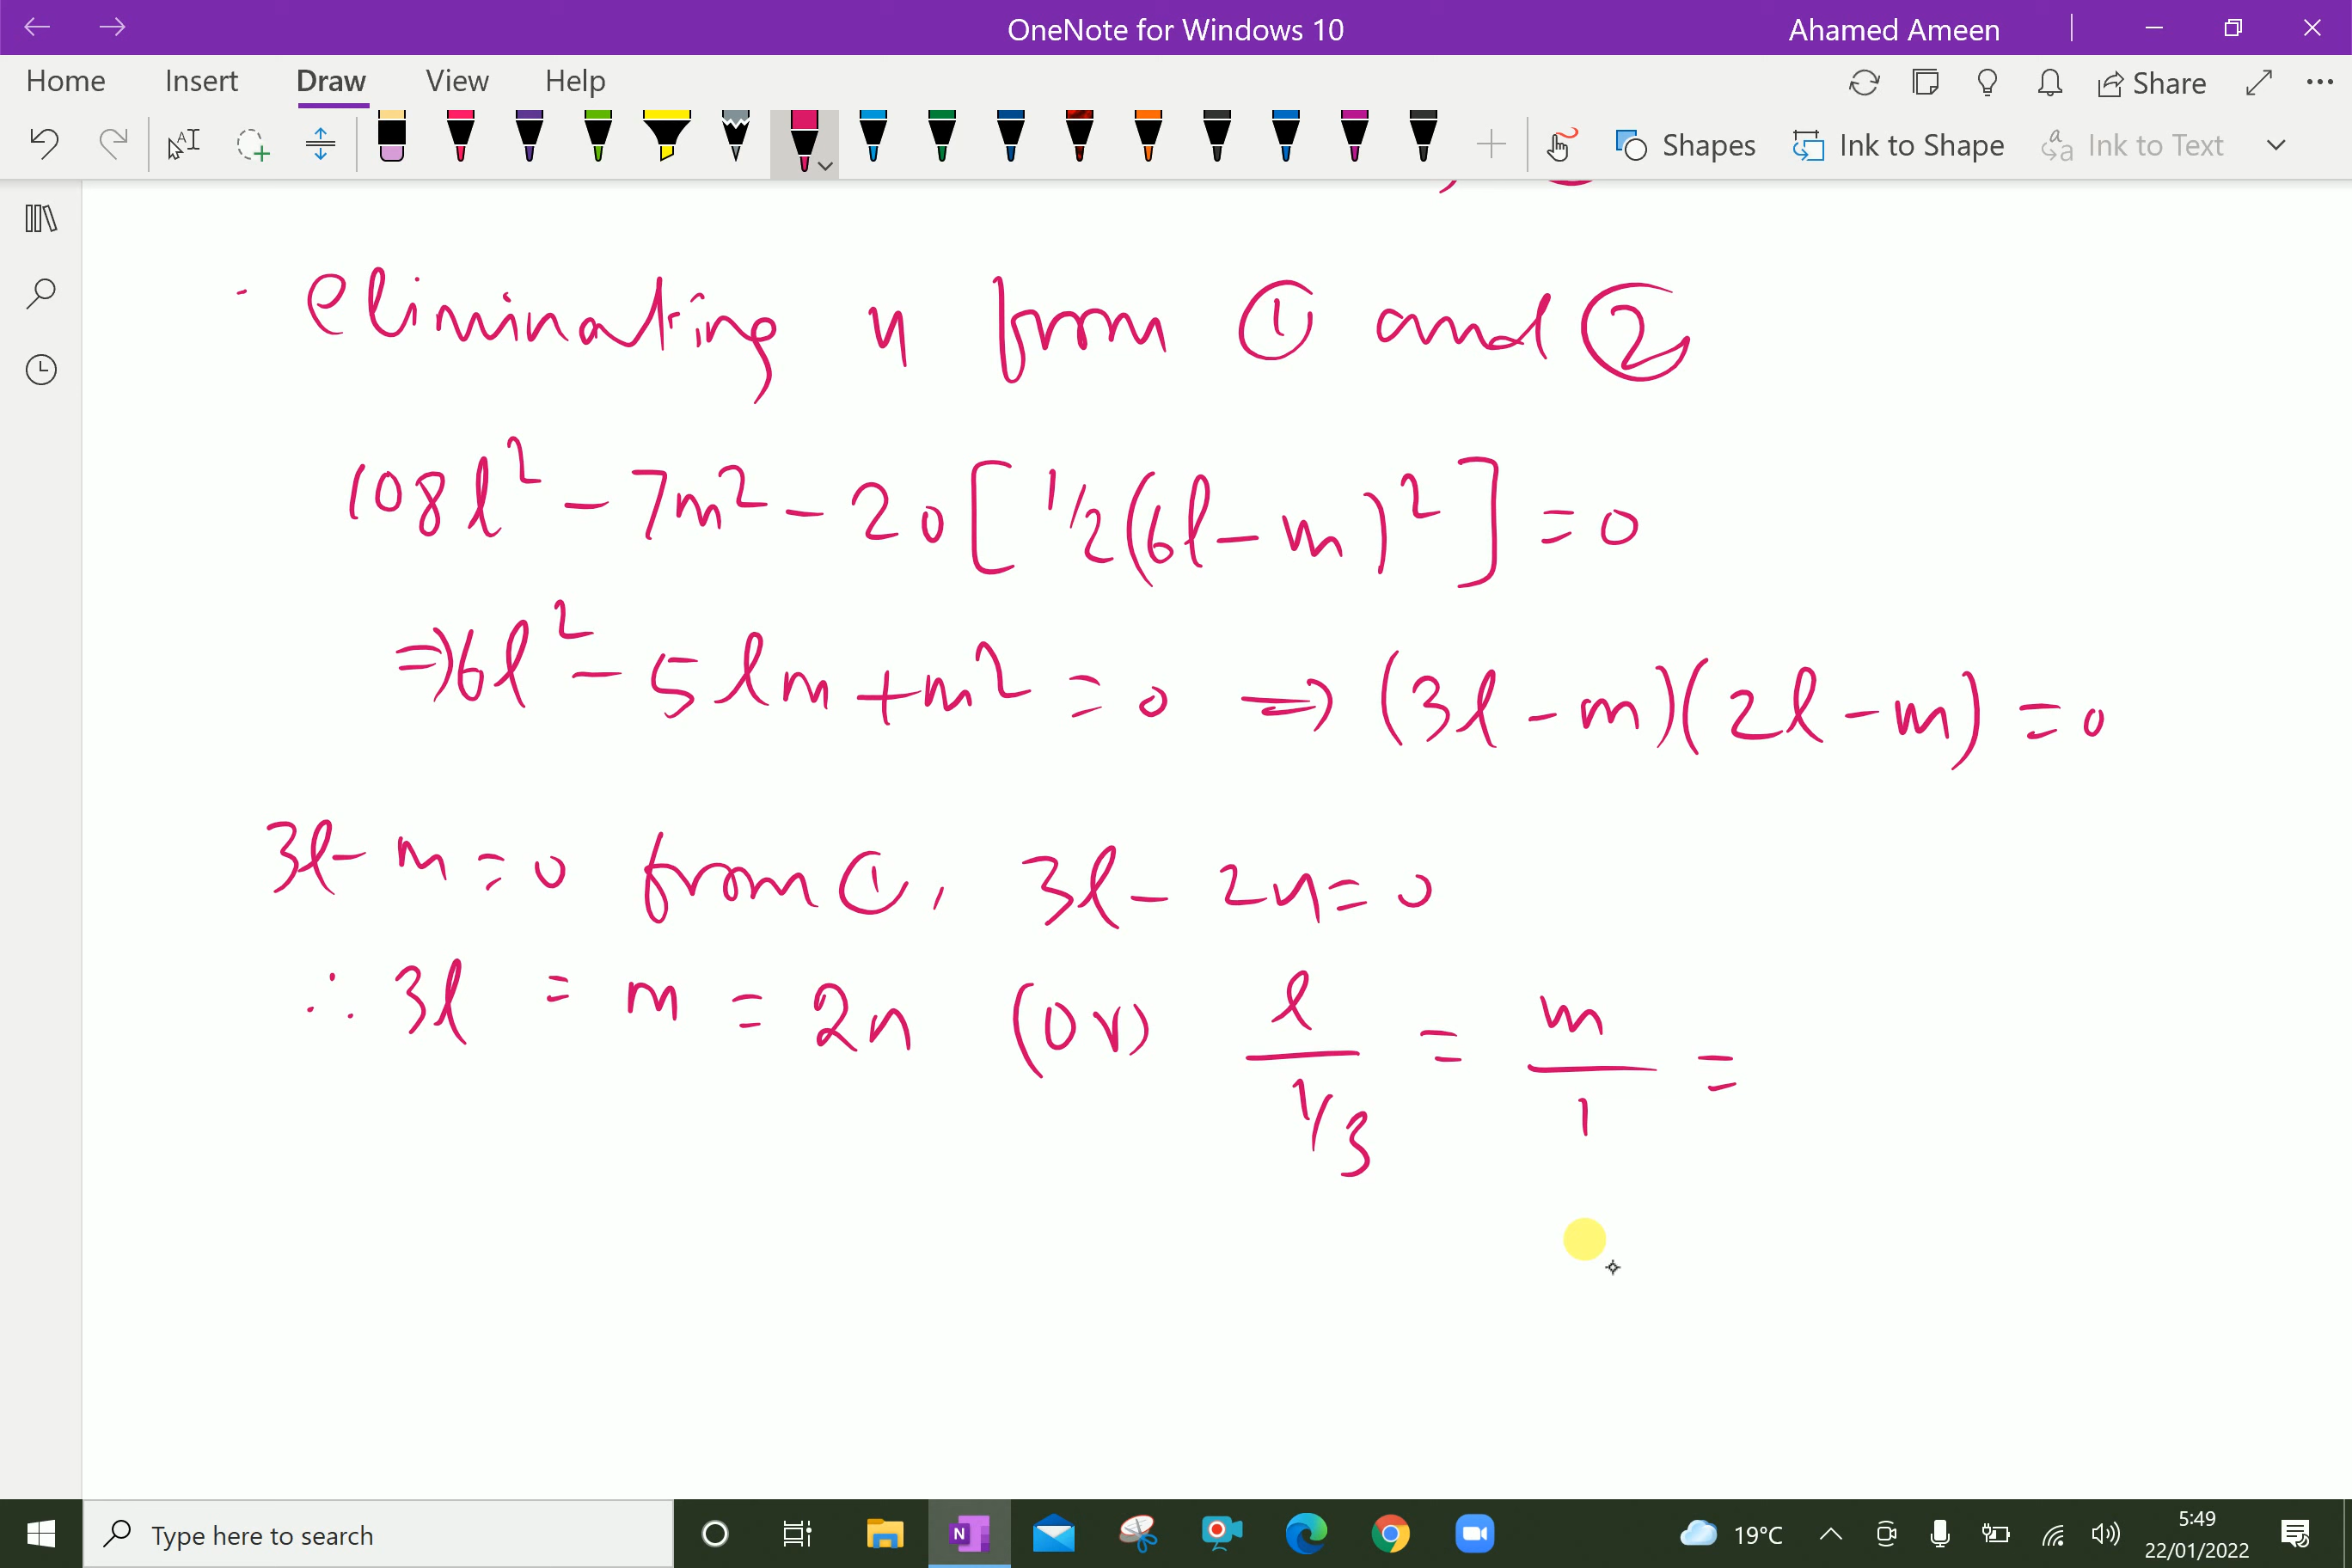 OneNote for Windows 10 Ahamed Ameen
Home Insert Draw View Help Share
Shapes Ink to Shape Ink to Text
eliminating n from ① and ②
108l² - 7m² - 20[1/2(6l - m)²] = 0
⇒ 6l² - 5lm + m² = 0 ⇒ (3l - m)(2l - m) = 0
3l - m = 0 from ①, 3l - 2n = 0
∴ 3l = m = 2n (or) l/(1/3) = m/1 =
Type here to search 19°C 5:49
22/01/2022